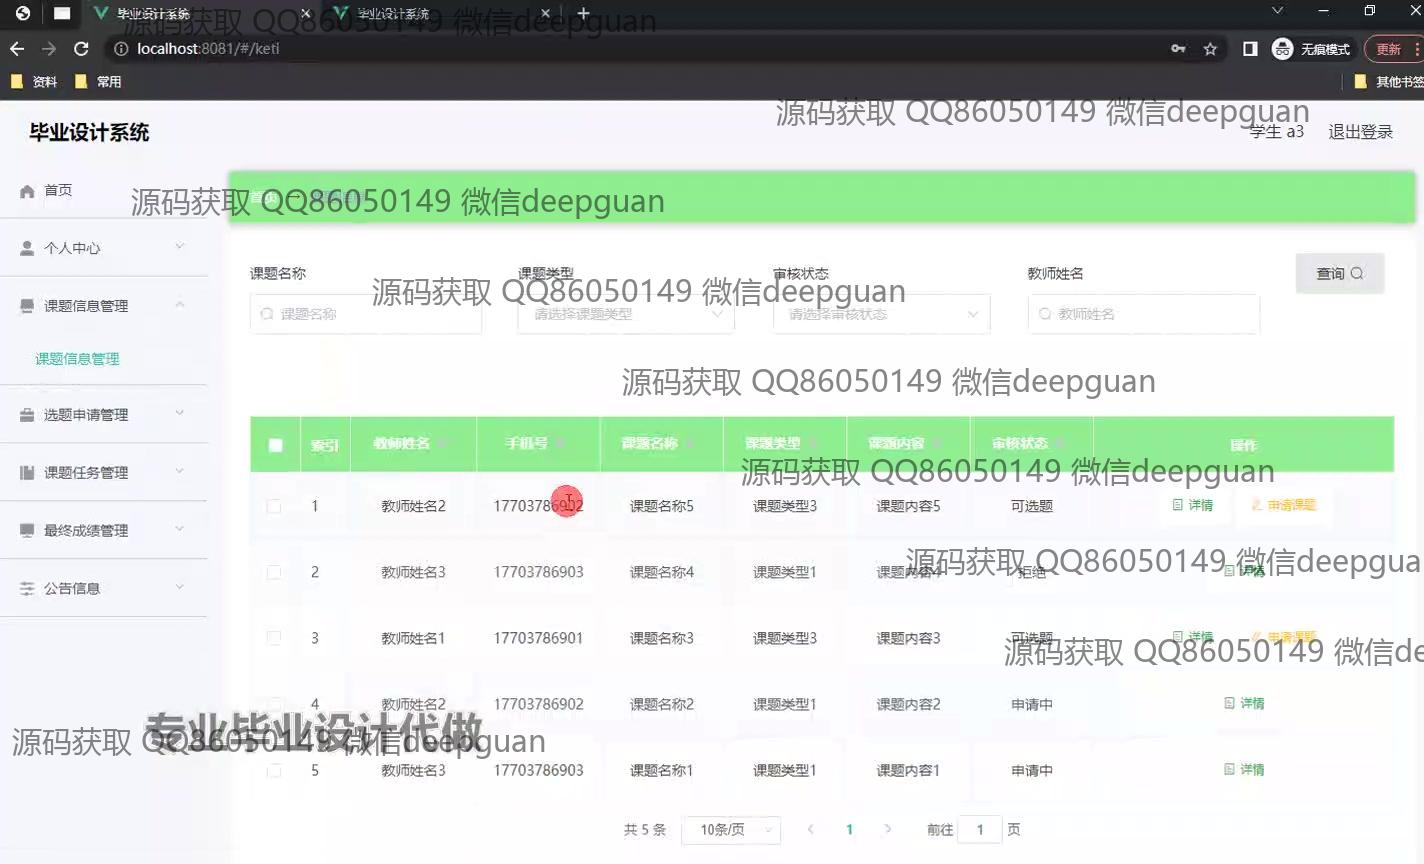 毕业设计系统 毕业设计系统
localhost:8081/#/keti 无痕模式 更新
资料 常用 其他书签
源码获取 QQ86050149 微信deepguan
源码获取 QQ86050149 微信deepguan
毕业设计系统 学生 a3 退出登录
首页
源码获取 QQ86050149 微信deepguan
首页
个人中心
课题名称 课题类型 审核状态 教师姓名 查询
源码获取 QQ86050149 微信deepguan
课题名称 请选择课题类型 请选择审核状态 教师姓名
课题信息管理
课题信息管理
源码获取 QQ86050149 微信deepguan
选题申请管理
索引 教师姓名 手机号 课题名称 课题类型 课题内容 审核状态 操作
源码获取 QQ86050149 微信deepguan
课题任务管理
1 教师姓名2 17703786902 课题名称5 课题类型3 课题内容5 可选题 详情 申请课题
最终成绩管理
源码获取 QQ86050149 微信deepgua
2 教师姓名3 17703786903 课题名称4 课题类型1 课题内容4 拒绝 详情
公告信息
3 教师姓名1 17703786901 课题名称3 课题类型3 课题内容3 可选题 详情 申请课题
源码获取 QQ86050149 微信de
4 教师姓名2 17703786902 课题名称2 课题类型1 课题内容2 申请中 详情
专业毕业设计代做
源码获取 QQ86050149 微信deepguan
5 教师姓名3 17703786903 课题名称1 课题类型1 课题内容1 申请中 详情
共 5 条 10条/页 1 前往 1 页